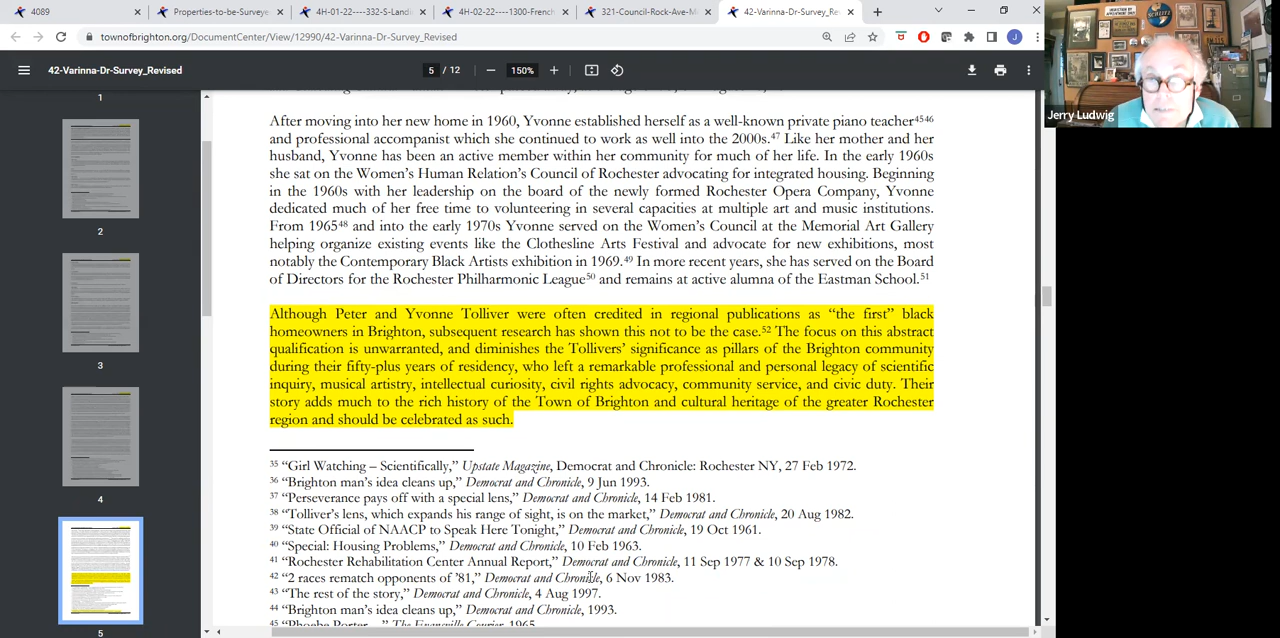 4089
Properties-to-be-Surveye
4H-01-22----332-S-Landi
4H-02-22----1300-French
321-Council-Rock-Ave-M
42-Varinna-Dr-Survey_Re
townofbrighton.org/DocumentCenter/View/12990/42-Varinna-Dr-Survey_Revised
J
42-Varinna-Dr-Survey_Revised
5 / 12
150%
Jerry Ludwig
1
2
3
4
5
After moving into her new home in 1960, Yvonne established herself as a well-known private piano teacher⁴⁵⁴⁶
and professional accompanist which she continued to work as well into the 2000s.⁴⁷ Like her mother and her
husband, Yvonne has been an active member within her community for much of her life. In the early 1960s
she sat on the Women's Human Relation's Council of Rochester advocating for integrated housing. Beginning
in the 1960s with her leadership on the board of the newly formed Rochester Opera Company, Yvonne
dedicated much of her free time to volunteering in several capacities at multiple art and music institutions.
From 1965⁴⁸ and into the early 1970s Yvonne served on the Women's Council at the Memorial Art Gallery
helping organize existing events like the Clothesline Arts Festival and advocate for new exhibitions, most
notably the Contemporary Black Artists exhibition in 1969.⁴⁹ In more recent years, she has served on the Board
of Directors for the Rochester Philharmonic League⁵⁰ and remains at active alumna of the Eastman School.⁵¹
Although Peter and Yvonne Tolliver were often credited in regional publications as “the first” black
homeowners in Brighton, subsequent research has shown this not to be the case.⁵² The focus on this abstract
qualification is unwarranted, and diminishes the Tollivers' significance as pillars of the Brighton community
during their fifty-plus years of residency, who left a remarkable professional and personal legacy of scientific
inquiry, musical artistry, intellectual curiosity, civil rights advocacy, community service, and civic duty. Their
story adds much to the rich history of the Town of Brighton and cultural heritage of the greater Rochester
region and should be celebrated as such.
³⁵ “Girl Watching – Scientifically,” Upstate Magazine, Democrat and Chronicle: Rochester NY, 27 Feb 1972.
³⁶ “Brighton man's idea cleans up,” Democrat and Chronicle, 9 Jun 1993.
³⁷ “Perseverance pays off with a special lens,” Democrat and Chronicle, 14 Feb 1981.
³⁸ “Tolliver's lens, which expands his range of sight, is on the market,” Democrat and Chronicle, 20 Aug 1982.
³⁹ “State Official of NAACP to Speak Here Tonight,” Democrat and Chronicle, 19 Oct 1961.
⁴⁰ “Special: Housing Problems,” Democrat and Chronicle, 10 Feb 1963.
⁴¹ “Rochester Rehabilitation Center Annual Report,” Democrat and Chronicle, 11 Sep 1977 & 10 Sep 1978.
⁴² “2 races rematch opponents of '81,” Democrat and Chronicle, 6 Nov 1983.
⁴³ “The rest of the story,” Democrat and Chronicle, 4 Aug 1997.
⁴⁴ “Brighton man's idea cleans up,” Democrat and Chronicle, 1993.